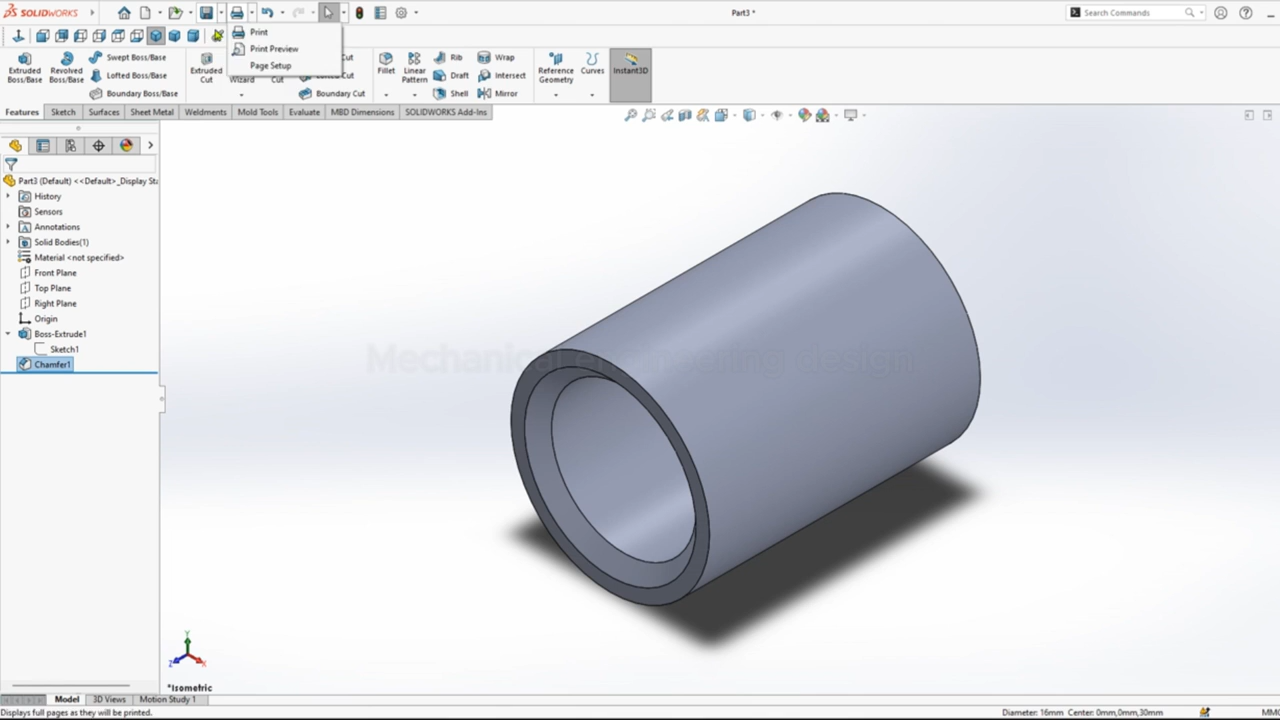 SOLIDWORKS
Part3 *
Search Commands
Print
Print Preview
Page Setup
Extruded Boss/Base
Revolved Boss/Base
Swept Boss/Base
Lofted Boss/Base
Boundary Boss/Base
Extruded Cut
Wizard
Cut
Cut
Cut
Boundary Cut
Fillet
Linear Pattern
Rib
Draft
Shell
Wrap
Intersect
Mirror
Reference Geometry
Curves
Instant3D
Features Sketch Surfaces Sheet Metal Weldments Mold Tools Evaluate MBD Dimensions SOLIDWORKS Add-Ins
Part3 (Default) <<Default>_Display Sta
History
Sensors
Annotations
Solid Bodies(1)
Material <not specified>
Front Plane
Top Plane
Right Plane
Origin
Boss-Extrude1
Sketch1
Chamfer1
Mechanical design
Y
Z X
*Isometric
Model 3D Views Motion Study 1
Displays full pages as they will be printed.
Diameter: 16mm Center: 0mm,0mm,30mm